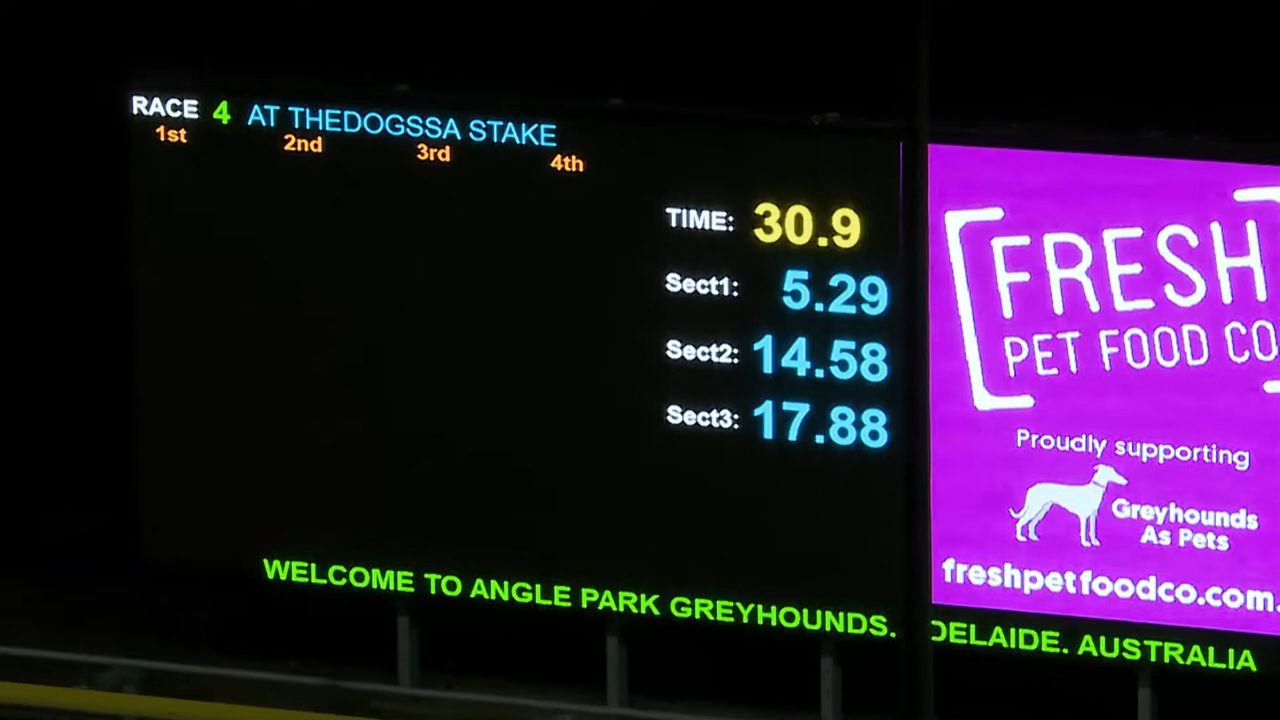 RACE 4 AT THEDOGSSA STAKE
1st 2nd 3rd 4th
TIME: 30.9
Sect1: 5.29
Sect2: 14.58
Sect3: 17.88
WELCOME TO ANGLE PARK GREYHOUNDS. DELAIDE. AUSTRALIA
FRESH
PET FOOD CO
Proudly supporting
Greyhounds
As Pets
freshpetfoodco.com.